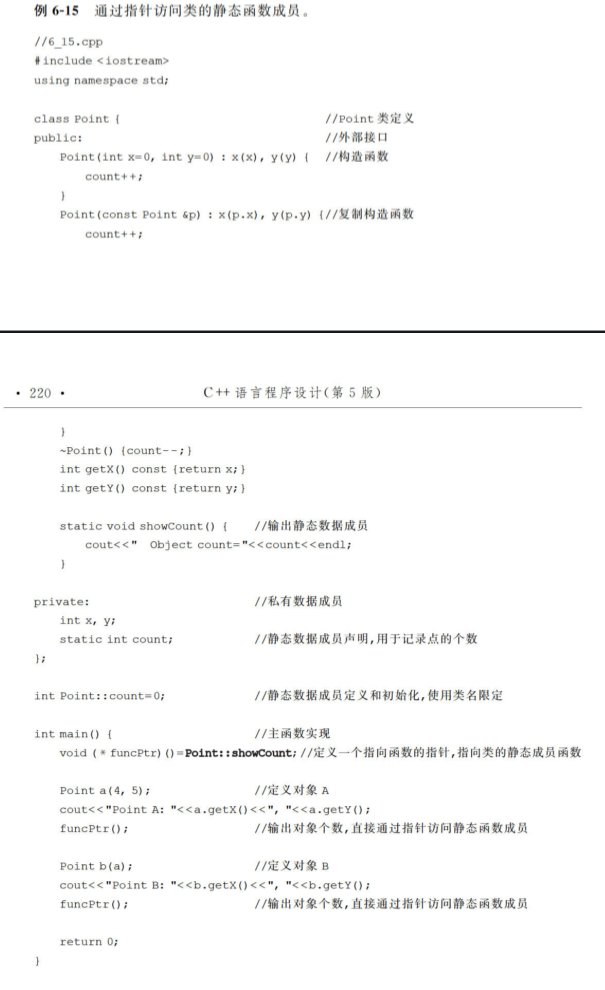 例 6-15 通过指针访问类的静态函数成员。
//6_15.cpp
#include <iostream>
using namespace std;
class Point { //Point 类定义
public: //外部接口
Point(int x=0, int y=0) : x(x), y(y) { //构造函数
count++;
}
Point(const Point &p) : x(p.x), y(p.y) {//复制构造函数
count++;
• 220 • C++ 语言程序设计(第 5 版)
}
~Point() {count--;}
int getX() const {return x;}
int getY() const {return y;}
static void showCount() { //输出静态数据成员
cout<<" Object count="<<count<<endl;
}
private: //私有数据成员
int x, y;
static int count; //静态数据成员声明,用于记录点的个数
};
int Point::count=0; //静态数据成员定义和初始化,使用类名限定
int main() { //主函数实现
void (* funcPtr)()=Point::showCount; //定义一个指向函数的指针,指向类的静态成员函数
Point a(4, 5); //定义对象 A
cout<<"Point A: "<<a.getX()<<", "<<a.getY();
funcPtr(); //输出对象个数,直接通过指针访问静态函数成员
Point b(a); //定义对象 B
cout<<"Point B: "<<b.getX()<<", "<<b.getY();
funcPtr(); //输出对象个数,直接通过指针访问静态函数成员
return 0;
}